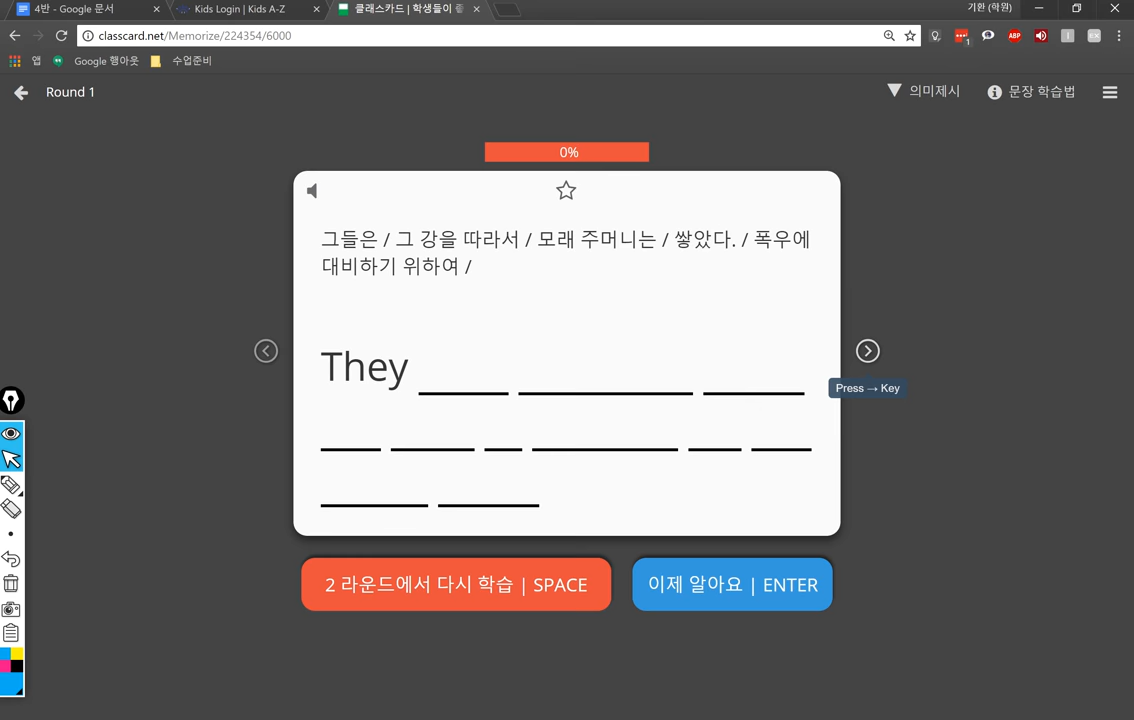 4반 - Google 문서
Kids Login | Kids A-Z
클래스카드 | 학생들이 좋
기환 (학원)
classcard.net/Memorize/224354/6000
1
ABP
앱
Google 행아웃
수업준비
Round 1
의미제시
문장 학습법
0%
그들은 / 그 강을 따라서 / 모래 주머니는 / 쌓았다. / 폭우에
대비하기 위하여 /
They
Press → Key
2 라운드에서 다시 학습 | SPACE
이제 알아요 | ENTER